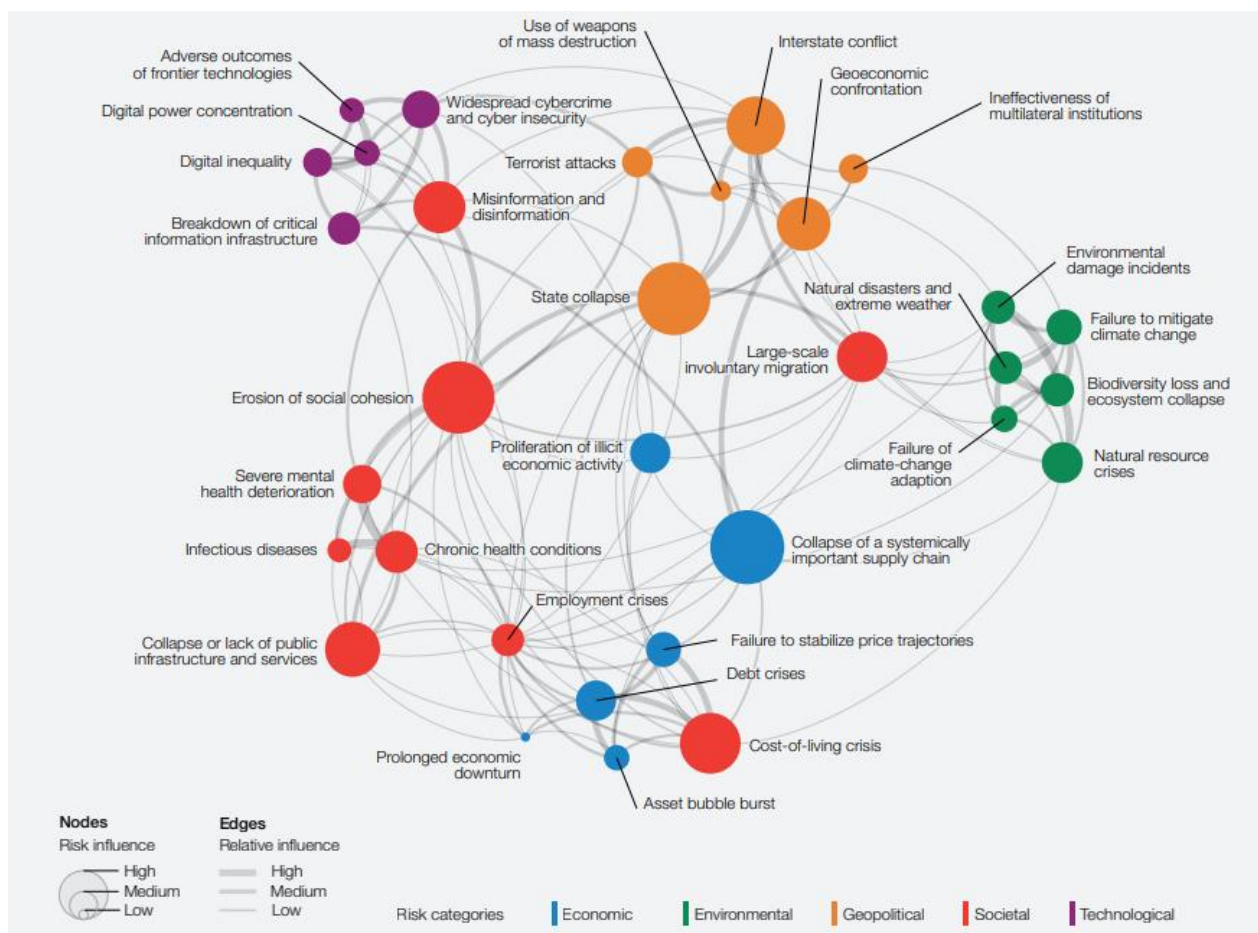 Use of weapons
of mass destruction
Interstate conflict
Adverse outcomes
of frontier technologies
Geoeconomic
confrontation
Ineffectiveness of
multilateral institutions
Digital power concentration
Widespread cybercrime
and cyber insecurity
Digital inequality
Terrorist attacks
Misinformation and
disinformation
Breakdown of critical
information infrastructure
Environmental
damage incidents
State collapse
Natural disasters and
extreme weather
Failure to mitigate
climate change
Large-scale
involuntary migration
Biodiversity loss and
ecosystem collapse
Erosion of social cohesion
Proliferation of illicit
economic activity
Failure of
climate-change
adaption
Natural resource
crises
Severe mental
health deterioration
Infectious diseases
Chronic health conditions
Collapse of a systemically
important supply chain
Employment crises
Collapse or lack of public
infrastructure and services
Failure to stabilize price trajectories
Debt crises
Prolonged economic
downturn
Cost-of-living crisis
Asset bubble burst
Nodes
Risk influence
High
Medium
Low
Edges
Relative influence
High
Medium
Low
Risk categories
Economic
Environmental
Geopolitical
Societal
Technological